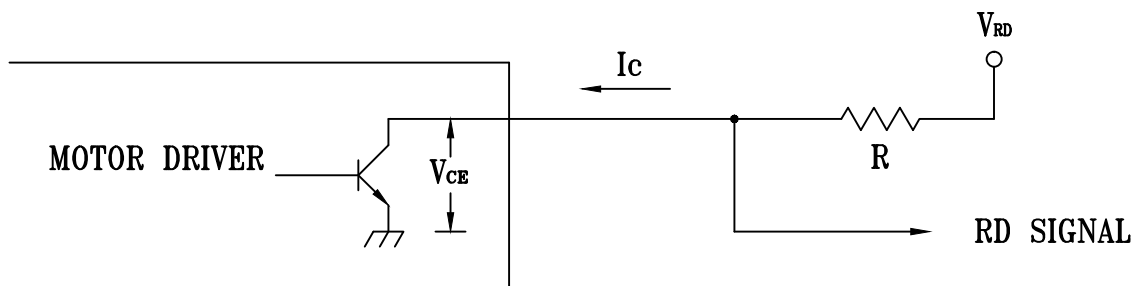 VRD
Ic
R
MOTOR DRIVER
VCE
RD SIGNAL